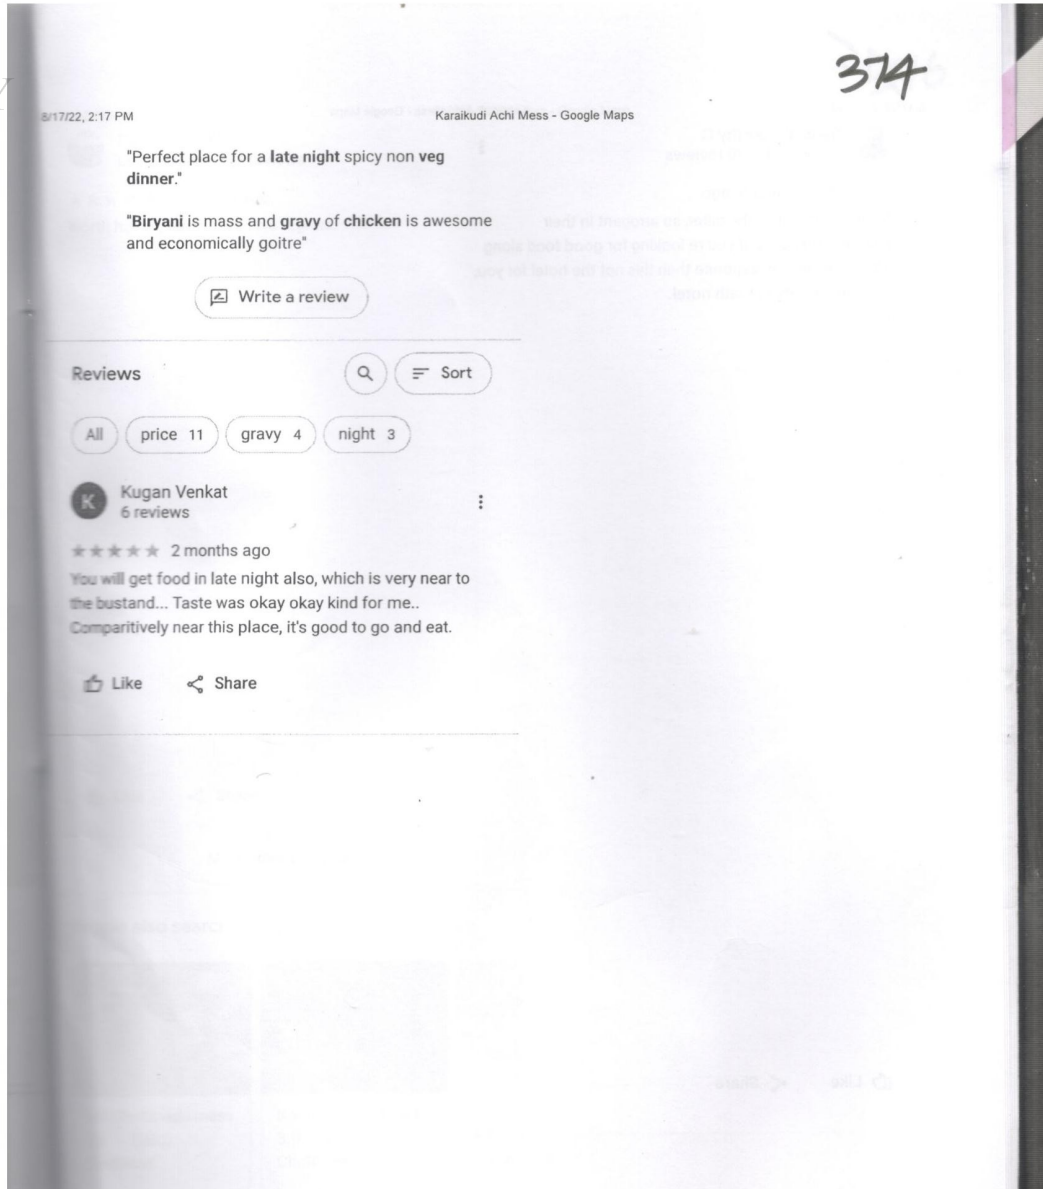 374
8/17/22, 2:17 PM
Karaikudi Achi Mess - Google Maps
"Perfect place for a late night spicy non veg
dinner."
"Biryani is mass and gravy of chicken is awesome
and economically goitre"
Write a review
Reviews
Sort
All
price 11
gravy 4
night 3
K
Kugan Venkat
6 reviews
2 months ago
You will get food in late night also, which is very near to
the bustand... Taste was okay okay kind for me..
Comparitively near this place, it's good to go and eat.
Like
Share